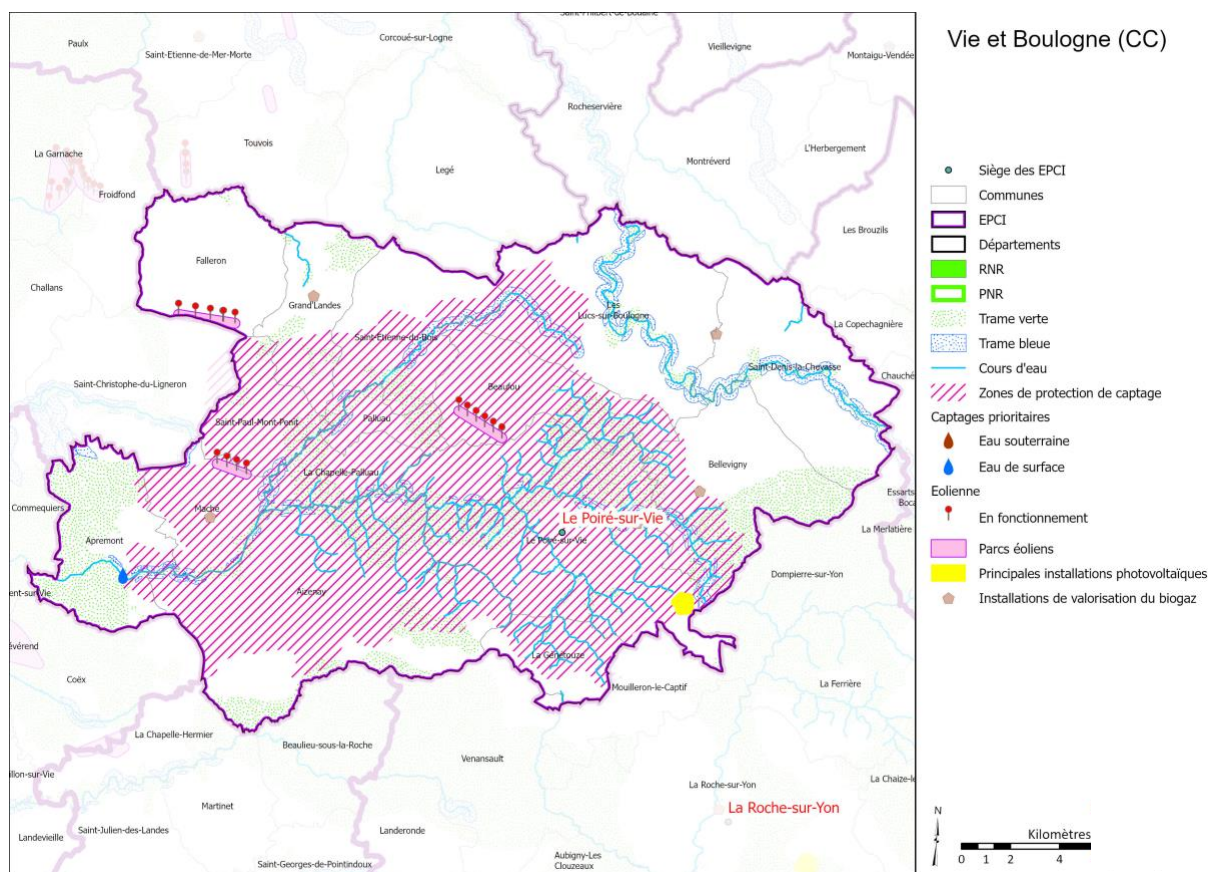 Saint-Philbert-de-Bouaine
Paulx
Corcoué-sur-Logne
Saint-Etienne-de-Mer-Morte
Vieillevigne
Montaigu-Vendée
Rocheservière
Touvois
L'Herbergement
La Garnache
Montréverd
Legé
Froidfond
Les Brouzils
Falleron
Challans
Grand'Landes
Les
Lucs-sur-Boulogne
La Copechagnière
Saint-Etienne-du-Bois
Saint-Denis-la-Chevasse
Chauché
Saint-Christophe-du-Ligneron
Beaufou
Saint-Paul-Mont-Penit
Palluau
La Chapelle-Palluau
Bellevigny
Essarts
Boca
Commequiers
Maché
La Merlatière
Le Poiré-sur-Vie
Le Poiré-sur-Vie
Apremont
Dompierre-sur-Yon
ent-sur-Vie
Aizenay
évérend
La Génétouze
Coëx
Mouilleron-le-Captif
La Ferrière
La Chapelle-Hermier
Beaulieu-sous-la-Roche
Venansault
illon-sur-Vie
La Roche-sur-Yon
La Chaize-le-
Martinet
La Roche-sur-Yon
Landevieille
Saint-Julien-des-Landes
Landeronde
Aubigny-Les
Clouzeaux
Saint-Georges-de-Pointindoux
Vie et Boulogne (CC)
Siège des EPCI
Communes
EPCI
Départements
RNR
PNR
Trame verte
Trame bleue
Cours d'eau
Zones de protection de captage
Captages prioritaires
Eau souterraine
Eau de surface
Eolienne
En fonctionnement
Parcs éoliens
Principales installations photovoltaïques
Installations de valorisation du biogaz
N
Kilomètres
0 1 2 4